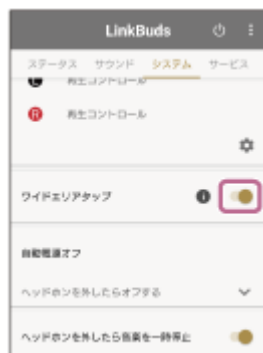 LinkBuds
ステータス サウンド システム サービス
L 再生コントロール
R 再生コントロール
ワイドエリアタップ
自動電源オフ
ヘッドホンを外したらオフする
ヘッドホンを外したら音楽を一時停止